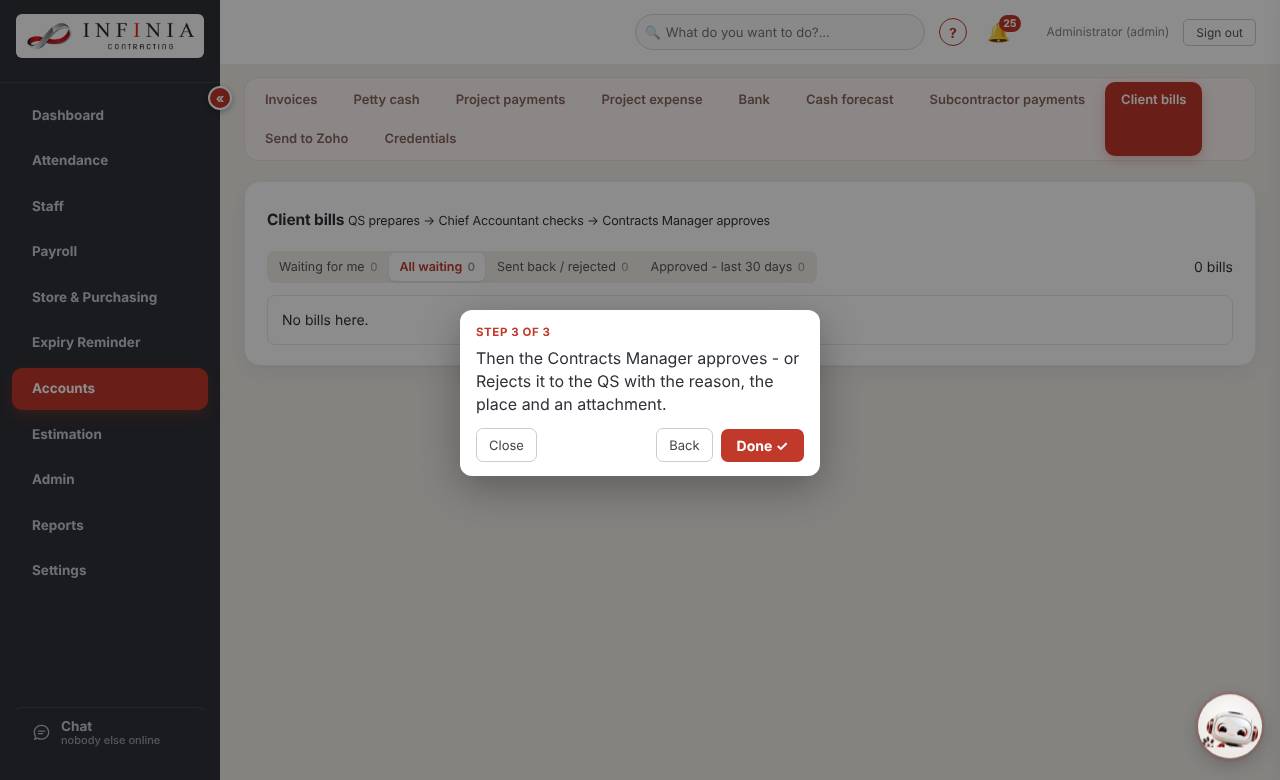 INFINIA
CONTRACTING
What do you want to do?...
?
25
Administrator (admin)
Sign out
«
Dashboard
Attendance
Staff
Payroll
Store & Purchasing
Expiry Reminder
Accounts
Estimation
Admin
Reports
Settings
Chat
nobody else online
Invoices Petty cash Project payments Project expense Bank Cash forecast Subcontractor payments Client bills
Send to Zoho Credentials
Client bills QS prepares → Chief Accountant checks → Contracts Manager approves
Waiting for me 0 All waiting 0 Sent back / rejected 0 Approved - last 30 days 0 0 bills
No bills here.
STEP 3 OF 3
Then the Contracts Manager approves - or
Rejects it to the QS with the reason, the
place and an attachment.
Close Back Done ✓